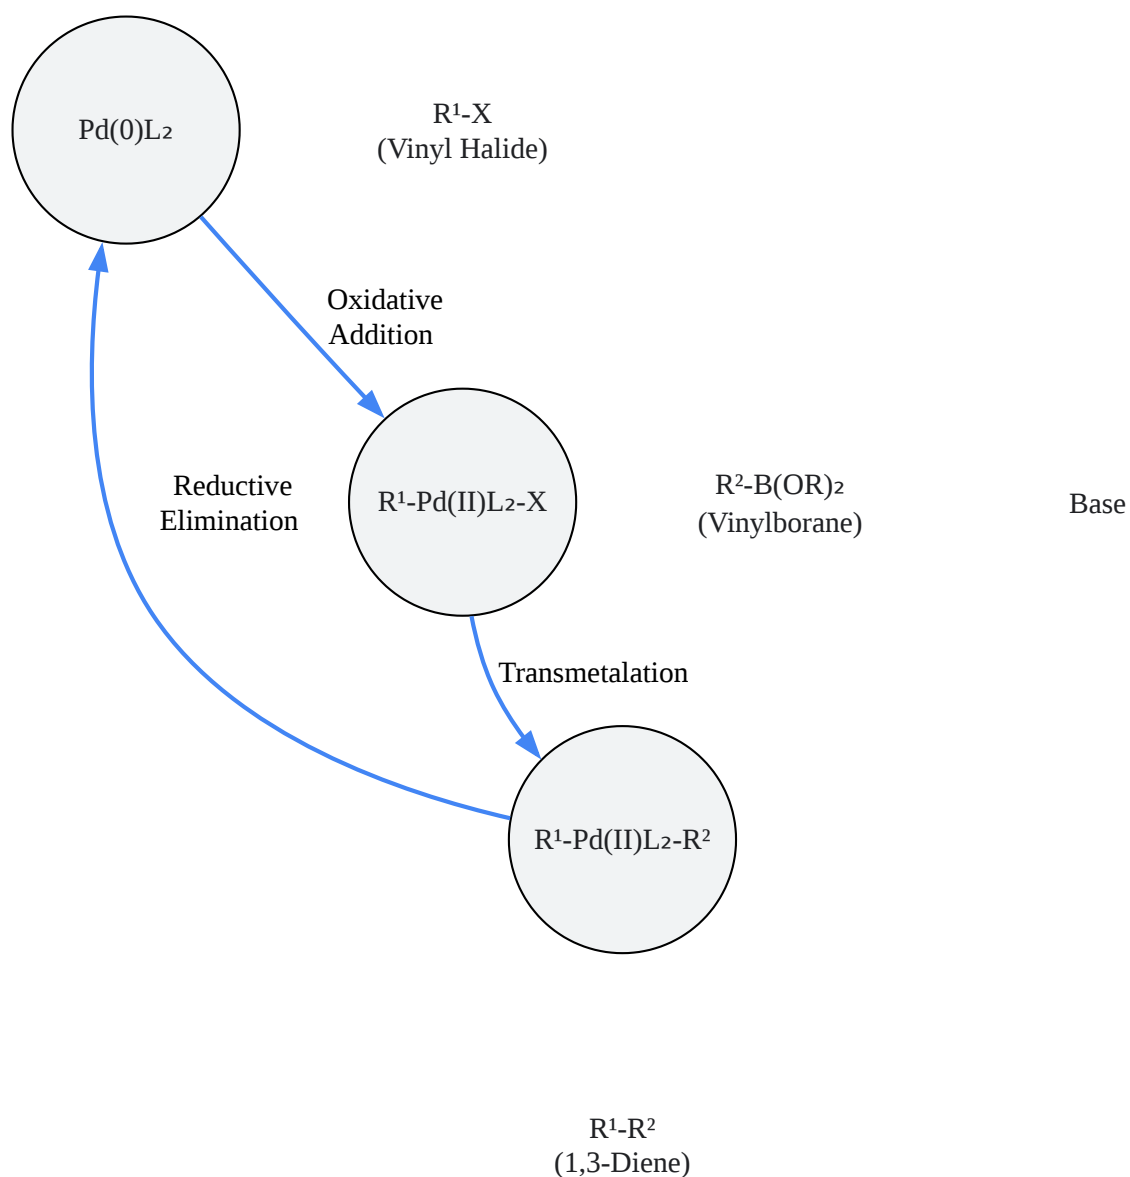 R¹-X
Pd(0)L₂
(Vinyl Halide)
Oxidative
Addition
Reductive
Elimination
R¹-Pd(II)L₂-X
R²-B(OR)₂
(Vinylborane)
Base
Transmetalation
R¹-Pd(II)L₂-R²
R¹-R²
(1,3-Diene)